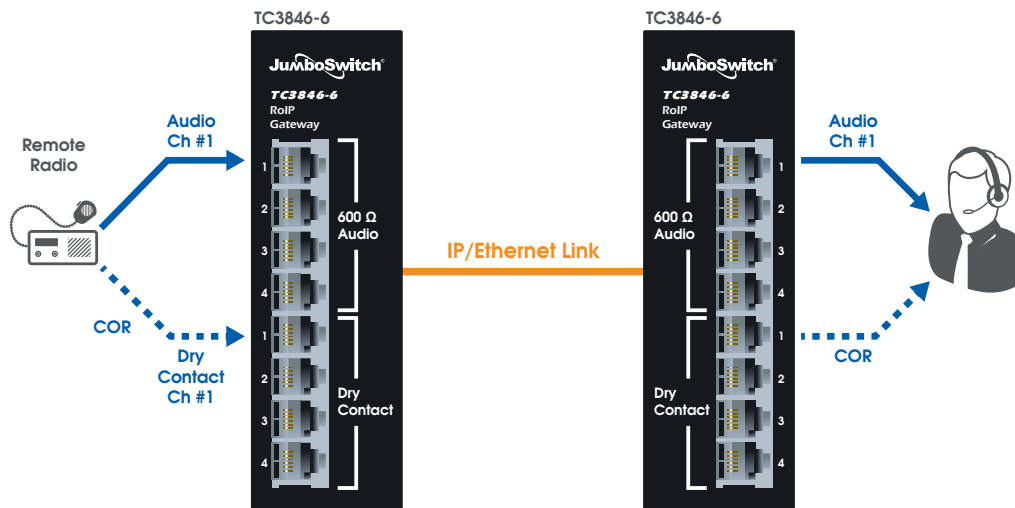 TC3846-6
JumboSwitch®
TC3846-6
RoIP
Gateway
Remote
Radio
Audio
Ch #1
1
2
3
4
600 Ω
Audio
COR
Dry
Contact
Ch #1
1
2
3
4
Dry
Contact
IP/Ethernet Link
TC3846-6
JumboSwitch®
TC3846-6
RoIP
Gateway
600 Ω
Audio
1
2
3
4
Dry
Contact
1
2
3
4
Audio
Ch #1
COR